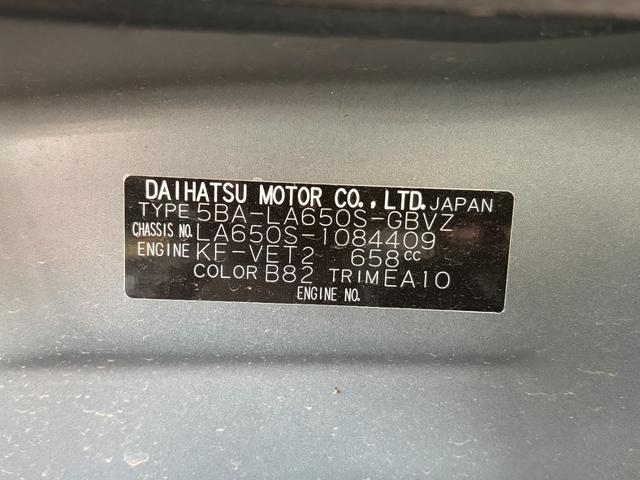 DAIHATSU MOTOR CO.,LTD. JAPAN
TYPE 5BA-LA650S-GBVZ
CHASSIS NO. LA650S-1084409
ENGINE KF-VET2 658cc
COLOR B82 TRIM EA10
ENGINE NO.